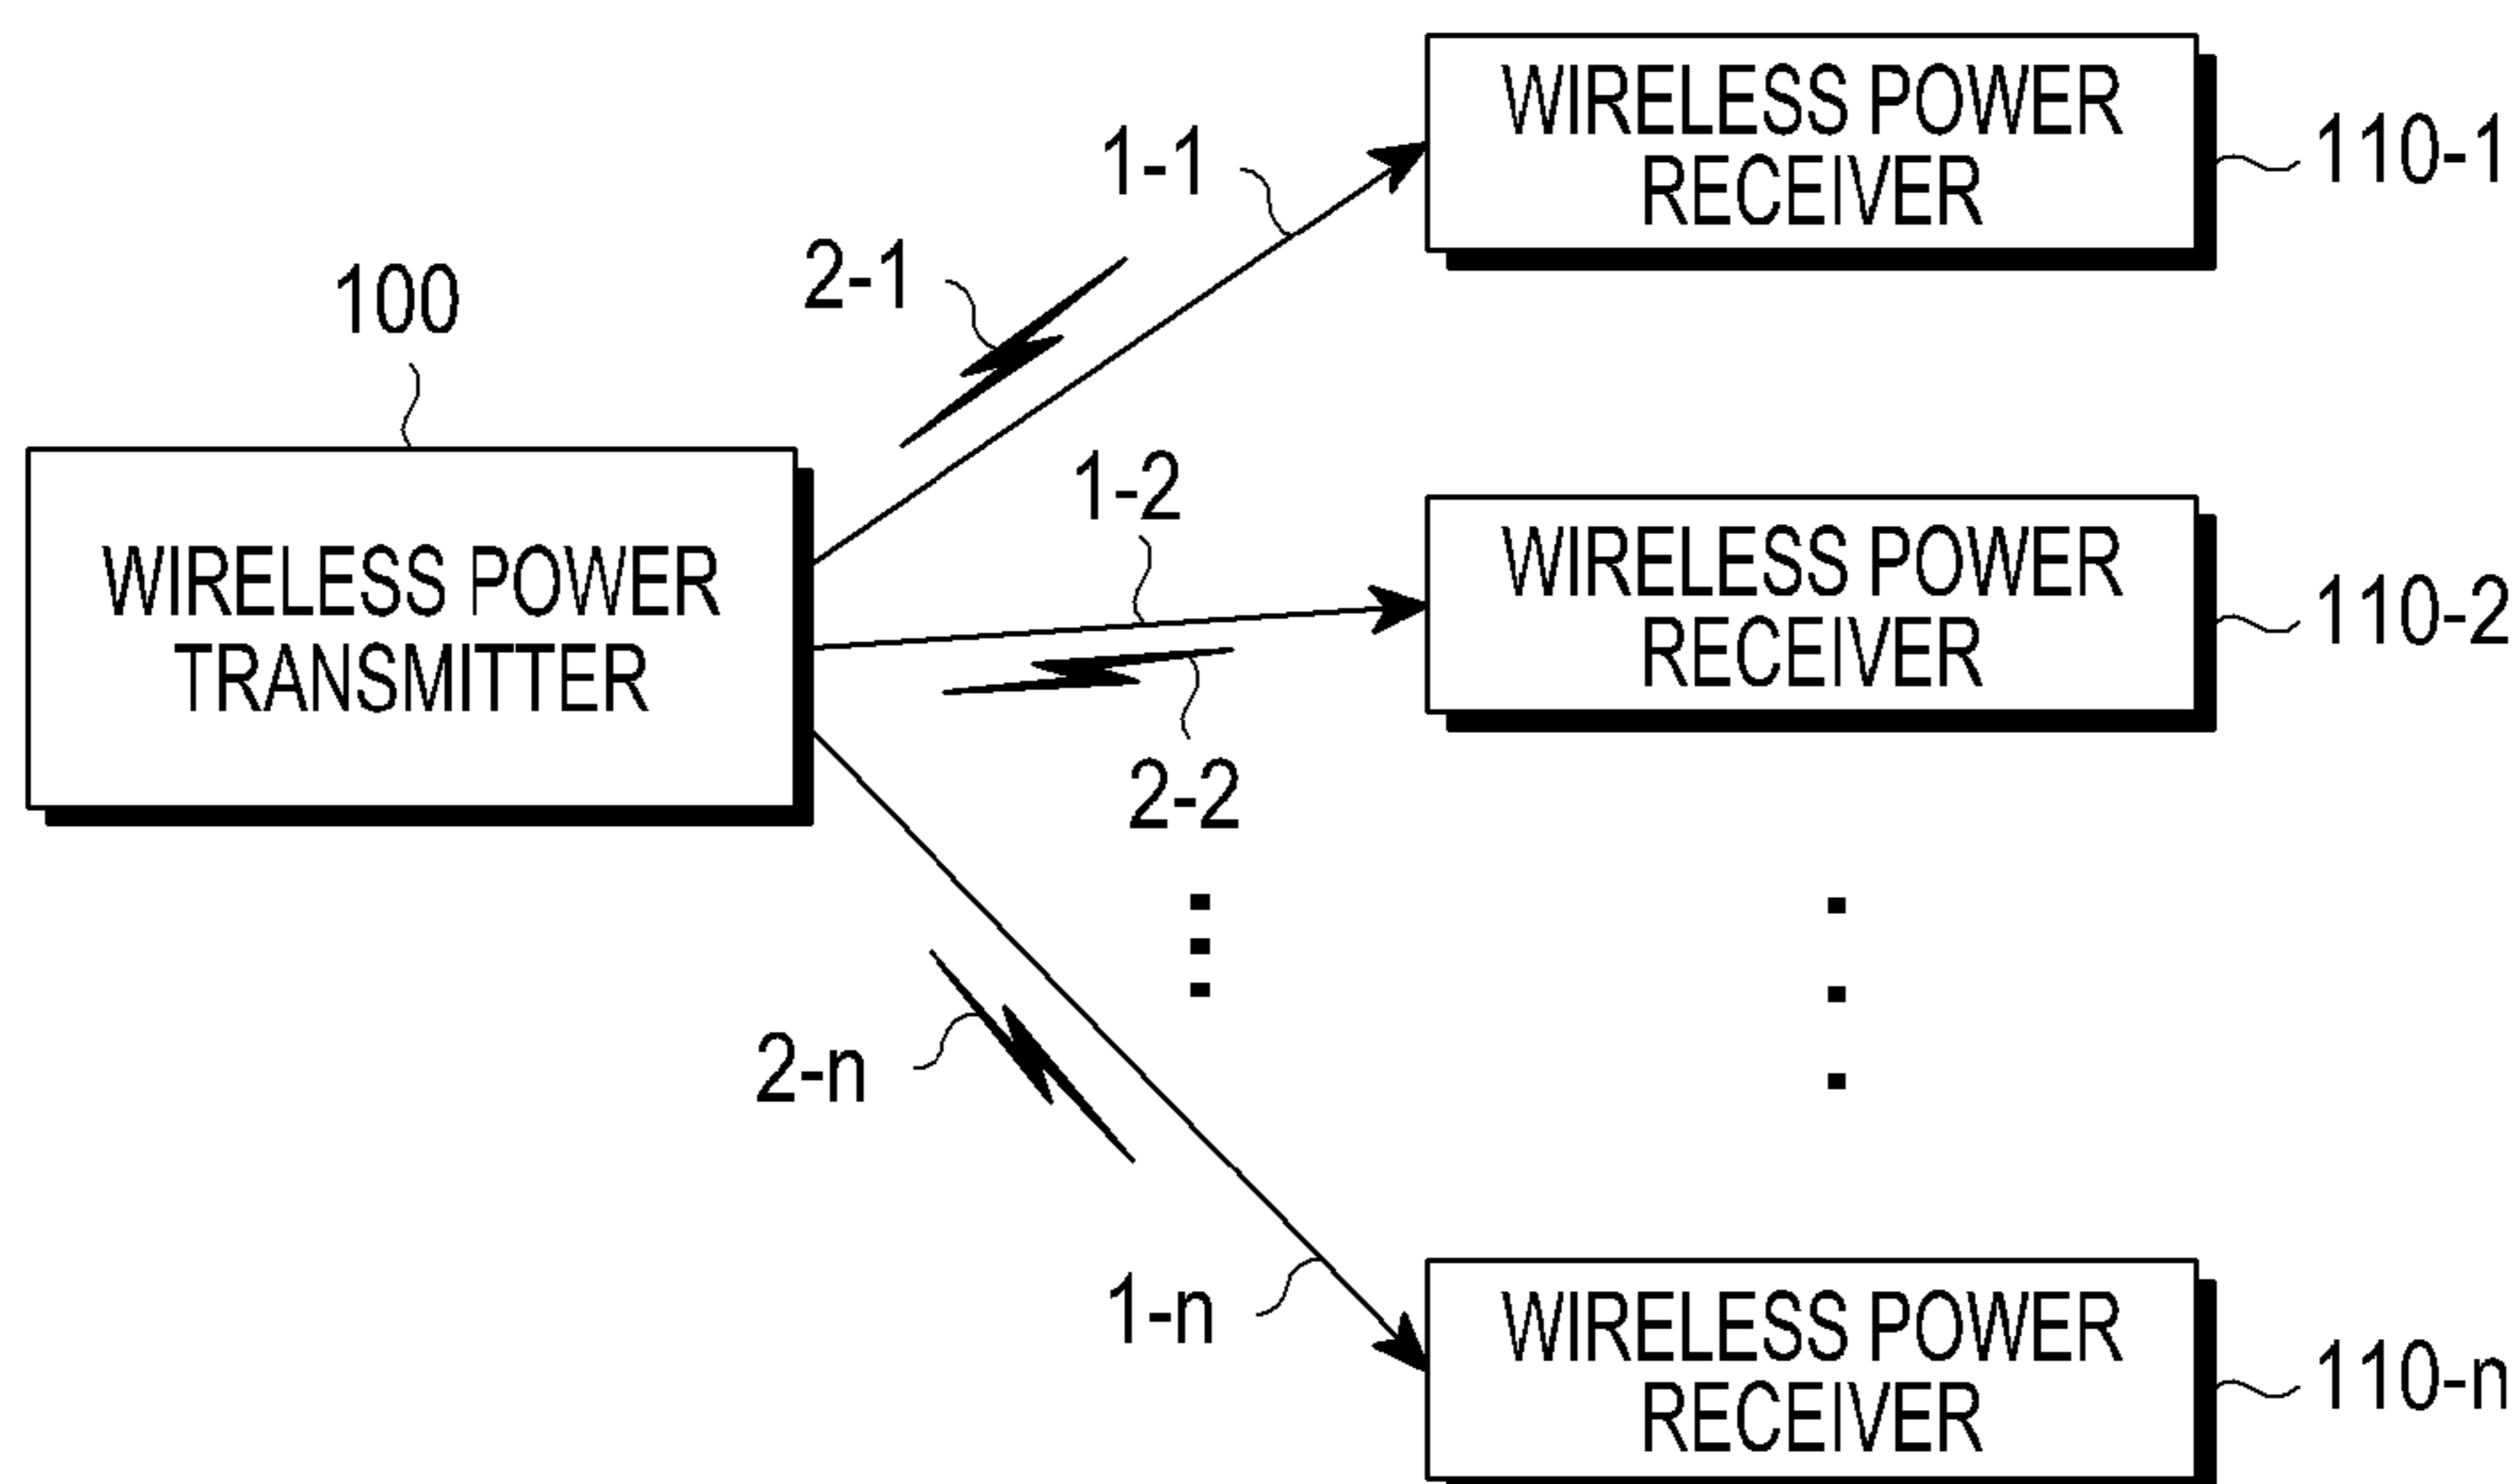 WIRELESS POWER
RECEIVER
110-1
1-1
2-1
100
WIRELESS POWER
TRANSMITTER
1-2
WIRELESS POWER
RECEIVER
110-2
2-2
2-n
1-n
WIRELESS POWER
RECEIVER
110-n